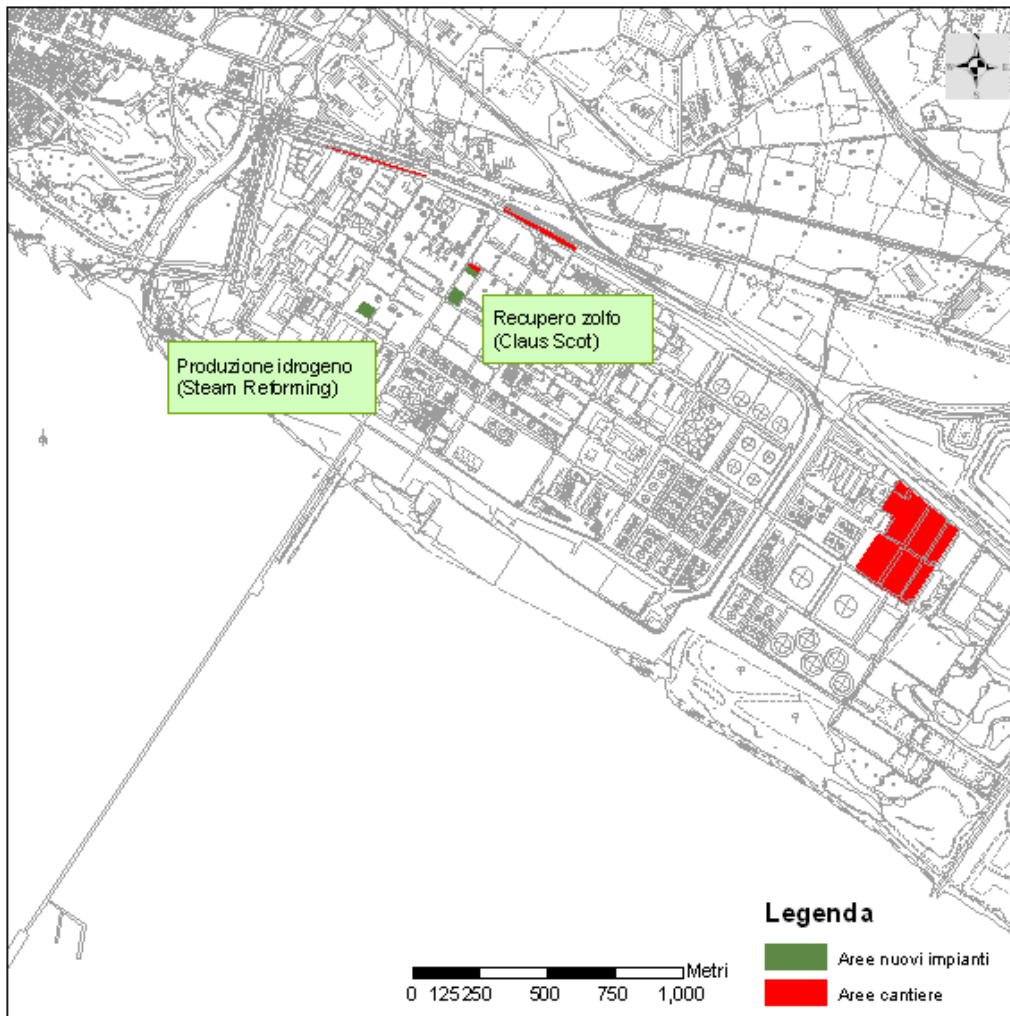 Recupero zolfo
(Claus Scot)
Produzione idrogeno
(Steam Reforming)
Legenda
Aree nuovi impianti
Aree cantiere
Metri
0 125 250 500 750 1,000